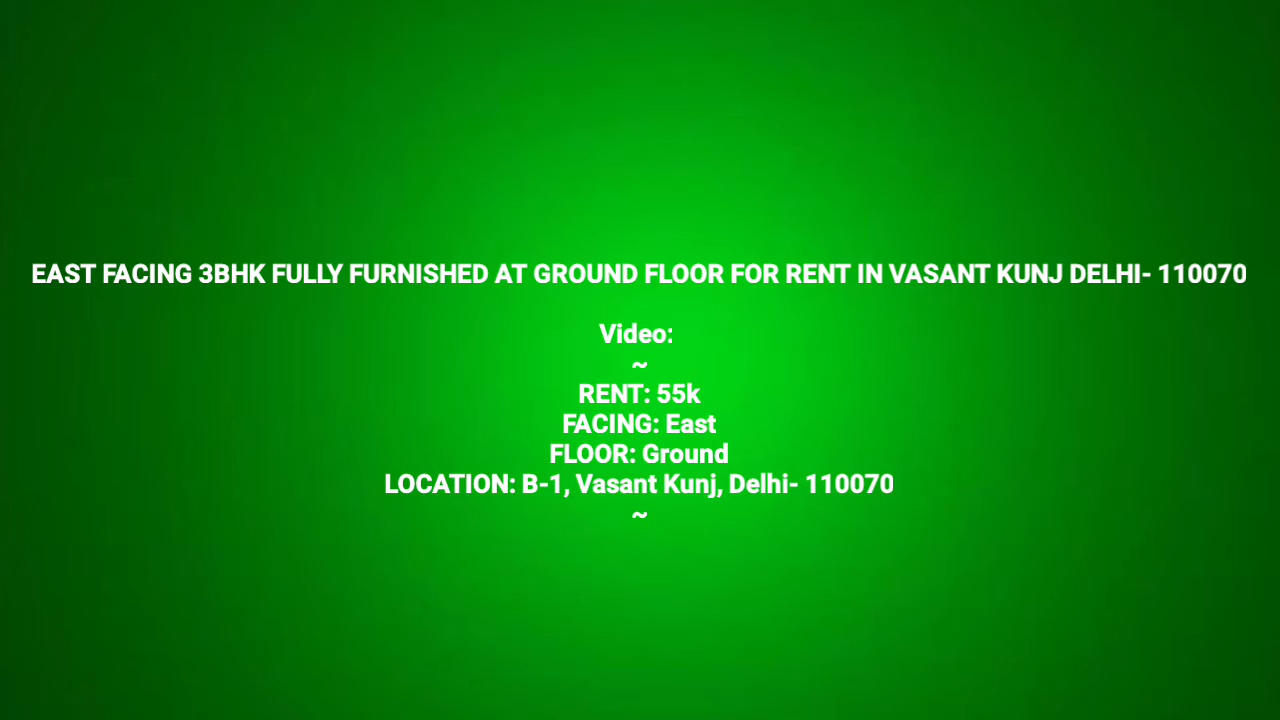 EAST FACING 3BHK FULLY FURNISHED AT GROUND FLOOR FOR RENT IN VASANT KUNJ DELHI- 110070
Video:
~
RENT: 55k
FACING: East
FLOOR: Ground
LOCATION: B-1, Vasant Kunj, Delhi- 110070
~